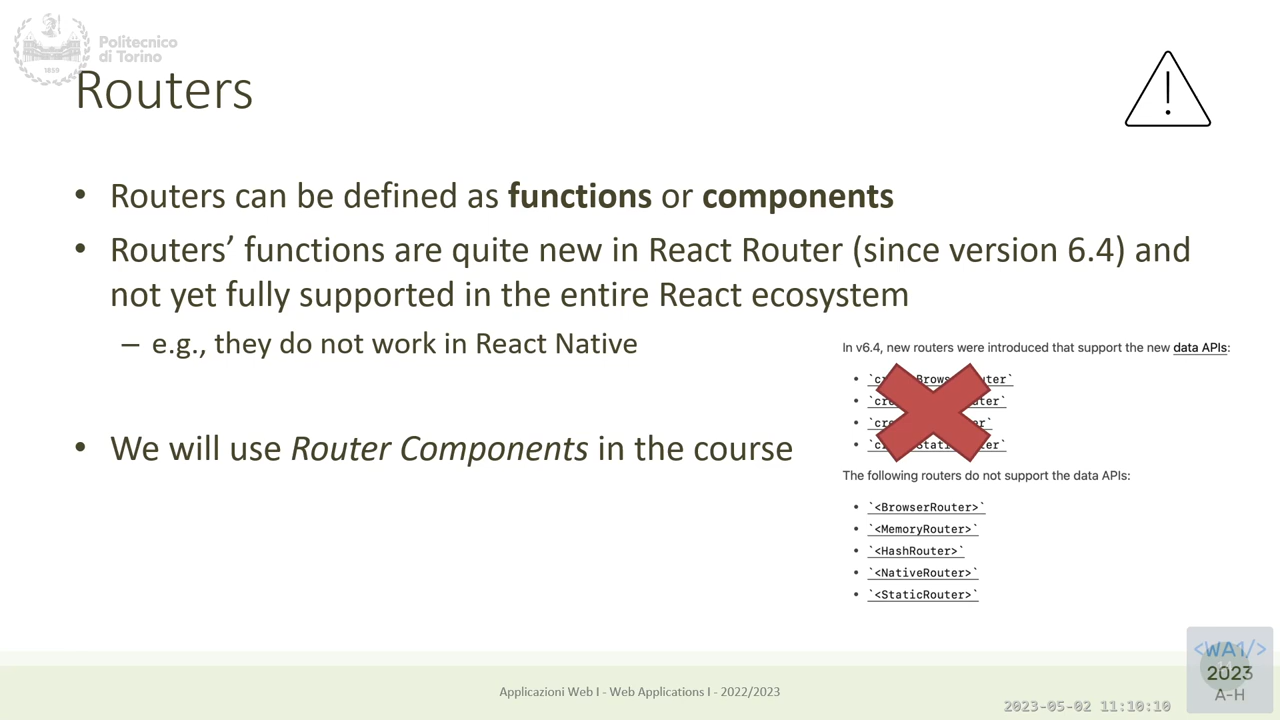 Politecnico
di Torino
1859
Routers
• Routers can be defined as functions or components
• Routers’ functions are quite new in React Router (since version 6.4) and
not yet fully supported in the entire React ecosystem
– e.g., they do not work in React Native
In v6.4, new routers were introduced that support the new data APIs:
• We will use Router Components in the course
The following routers do not support the data APIs:
• `<BrowserRouter>`
• `<MemoryRouter>`
• `<HashRouter>`
• `<NativeRouter>`
• `<StaticRouter>`
Applicazioni Web I - Web Applications I - 2022/2023
<WA1/>
2023
A-H
2023-05-02 11:10:10